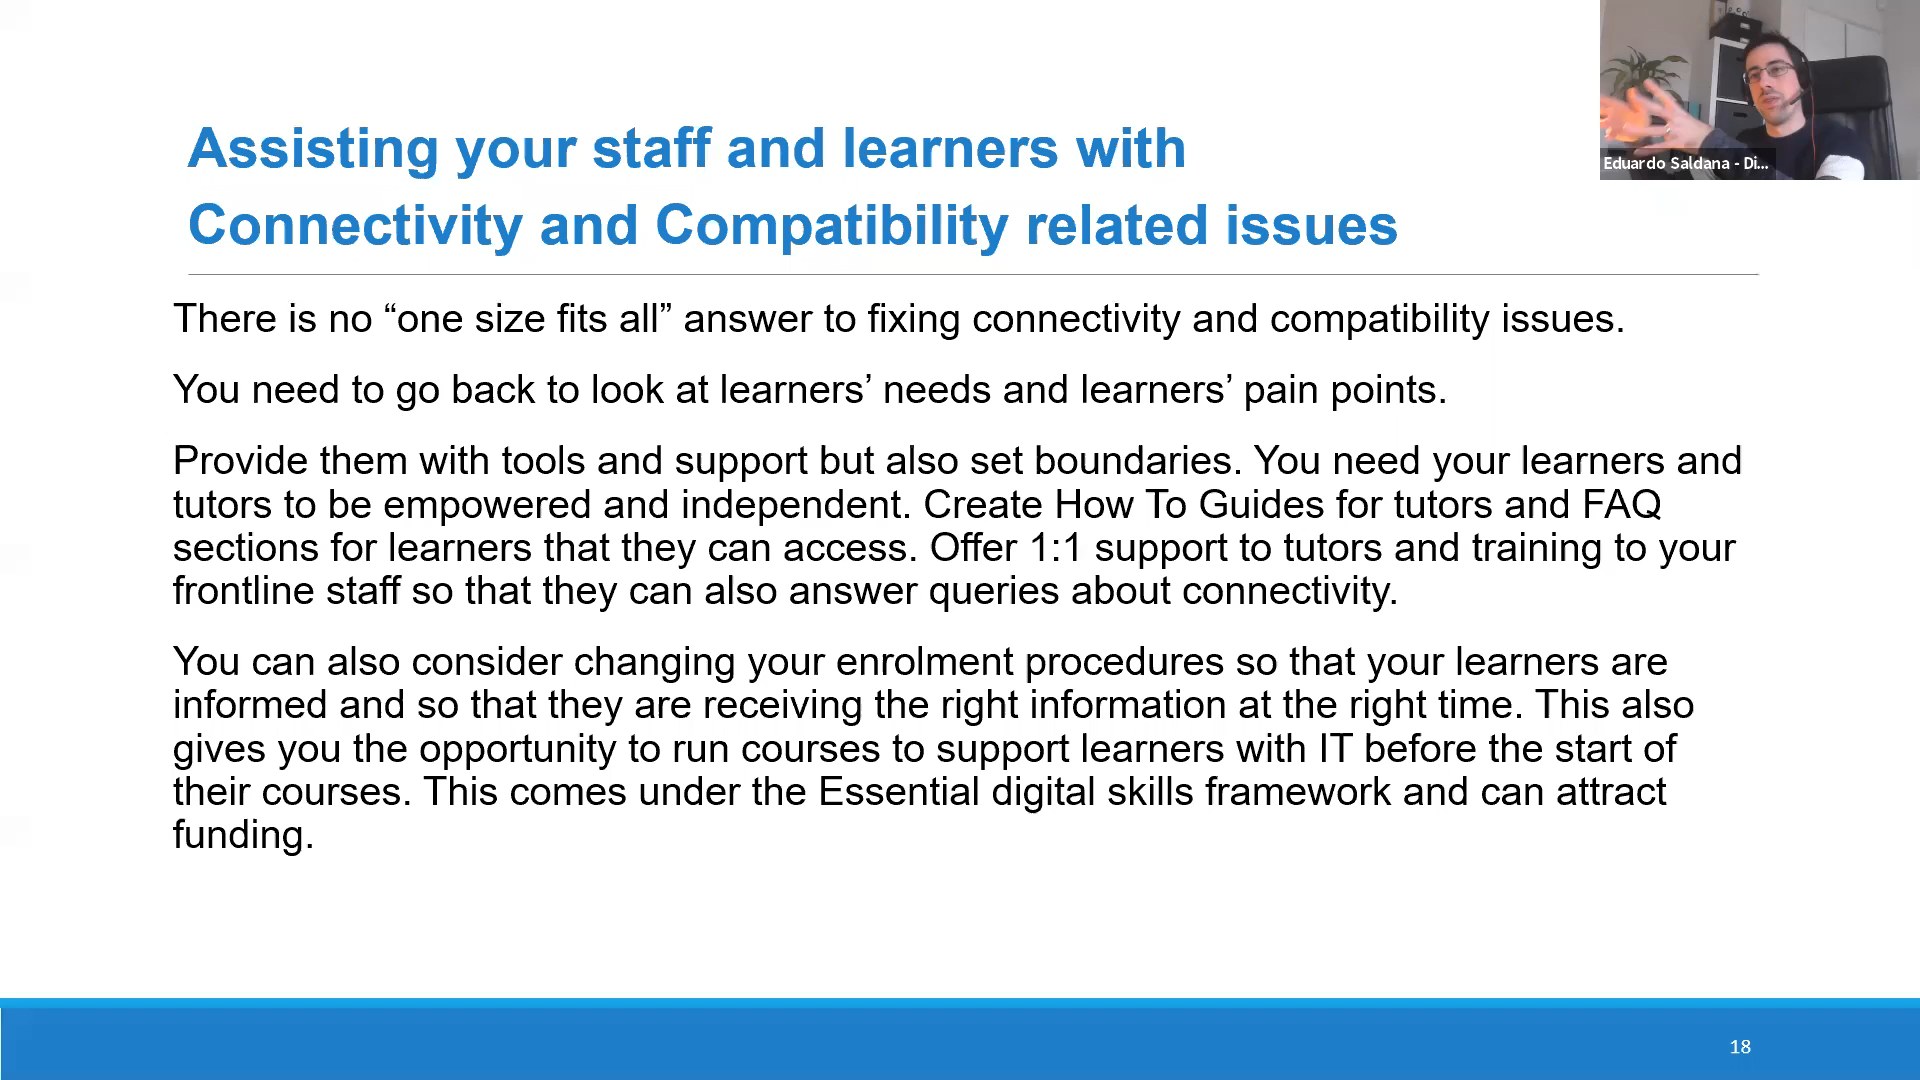 Assisting your staff and learners with
Connectivity and Compatibility related issues
There is no “one size fits all” answer to fixing connectivity and compatibility issues.
You need to go back to look at learners’ needs and learners’ pain points.
Provide them with tools and support but also set boundaries. You need your learners and
tutors to be empowered and independent. Create How To Guides for tutors and FAQ
sections for learners that they can access. Offer 1:1 support to tutors and training to your
frontline staff so that they can also answer queries about connectivity.
You can also consider changing your enrolment procedures so that your learners are
informed and so that they are receiving the right information at the right time. This also
gives you the opportunity to run courses to support learners with IT before the start of
their courses. This comes under the Essential digital skills framework and can attract
funding.
Eduardo Saldana - Di...
18